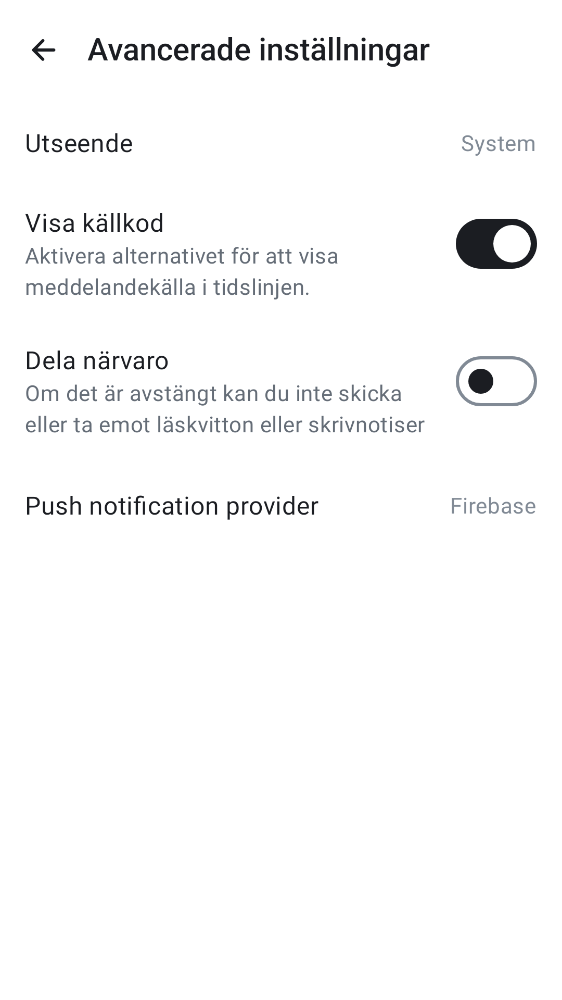 Avancerade inställningar
Utseende
System
Visa källkod
Aktivera alternativet för att visa
meddelandekälla i tidslinjen.
Dela närvaro
Om det är avstängt kan du inte skicka
eller ta emot läskvitton eller skrivnotiser
Push notification provider
Firebase